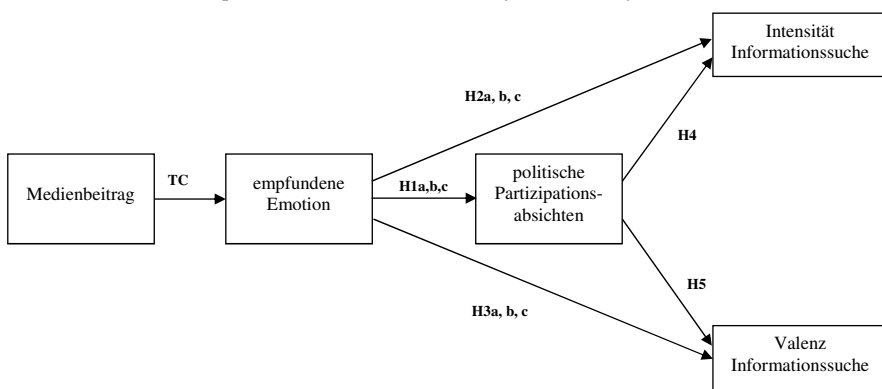 Intensität
Informationssuche
H2a, b, c
H4
Medienbeitrag
TC
empfundene
Emotion
H1a,b,c
politische
Partizipations-
absichten
H5
H3a, b, c
Valenz
Informationssuche